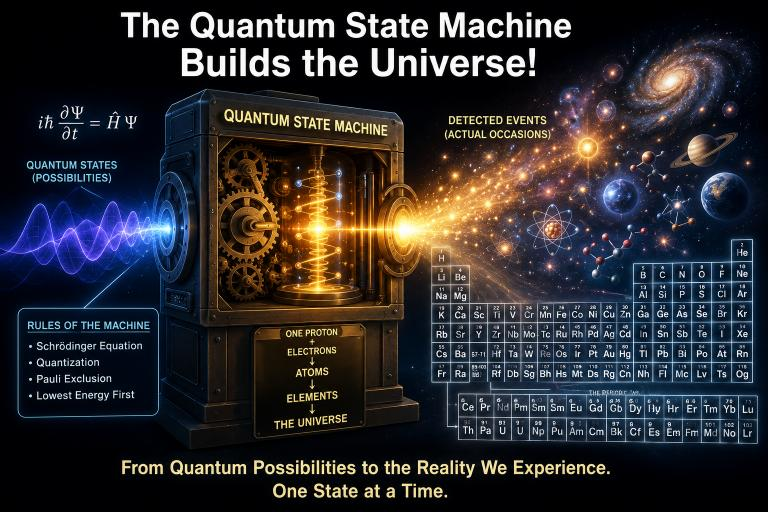 The Quantum State Machine
Builds the Universe!
iħ ∂Ψ/∂t = Ĥ Ψ
QUANTUM STATES
(POSSIBILITIES)
QUANTUM STATE MACHINE
DETECTED EVENTS
(ACTUAL OCCASIONS)
RULES OF THE MACHINE
• Schrödinger Equation
• Quantization
• Pauli Exclusion
• Lowest Energy First
ONE PROTON
+
ELECTRONS
↓
ATOMS
↓
ELEMENTS
↓
THE UNIVERSE
H He
Li Be B C N O F Ne
Na Mg Al Si P S Cl Ar
K Ca Sc Ti V Cr Mn Fe Co Ni Cu Zn Ga Ge As Se Br Kr
Rb Sr Y Zr Nb Mo Tc Ru Rh Pd Ag Cd In Sn Sb Te I Xe
Cs Ba 57-71 Hf Ta W Re Os Ir Pt Au Hg Tl Pb Bi Po At Rn
Fr Ra Rf Db Sg Bh Hs Mt Ds Rg Cn Nh Fl Mc Lv Ts Og
Ce Pr Nd Pm Sm Sm Eu Gd Gb Dy Hy Hr Er Tm Yb Lu
Th Pa U U Np Pu Am Cm Bk Cf Es Em Fm Md No Lr
From Quantum Possibilities to the Reality We Experience.
One State at a Time.